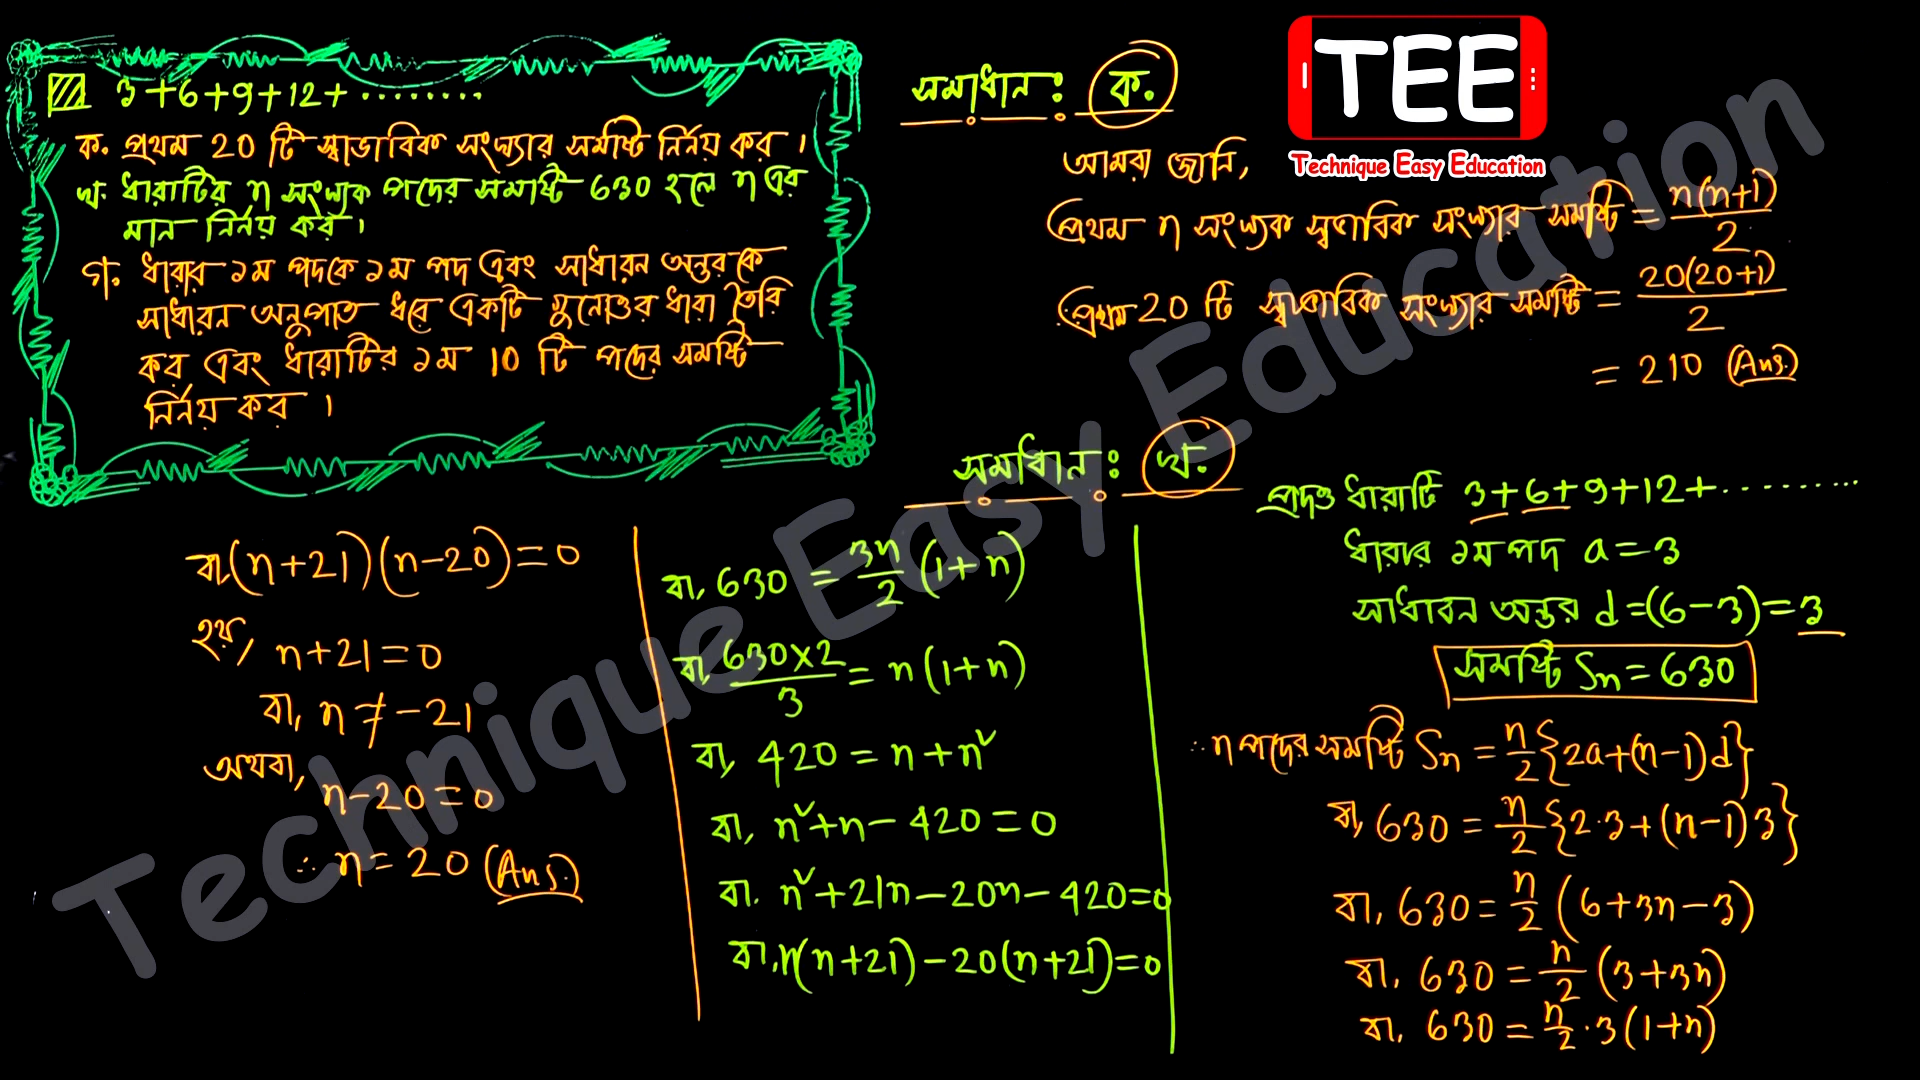 3+6+9+12+ ........
ক. প্রথম 20 টি স্বাভাবিক সংখ্যার সমষ্টি নির্নয় কর।
খ. ধারাটির n সংখ্যক পদের সমষ্টি 630 হলে n এর
মান নির্নয় কর।
গ. ধারার ১ম পদকে ১ম পদ এবং সাধারন অন্তরকে
সাধারন অনুপাত ধরে একটি গুনোত্তর ধারা তৈরি
কর এবং ধারাটির ১ম 10 টি পদের সমষ্টি
নির্নয় কর।
সমাধান: ক.
TEE
Technique Easy Education
আমরা জানি,
প্রথম n সংখ্যক স্বভাবিক সংখ্যার সমষ্টি = n(n+1)/2
প্রথম 20 টি স্বাভাবিক সংখ্যার সমষ্টি = 20(20+1)/2
= 210 (Ans.)
সমাধান: খ.
প্রদত্ত ধারাটি 3+6+9+12+.........
ধারার ১ম পদ a=3
সাধারন অন্তর d=(6-3)=3
সমষ্টি Sn=630
∴ n পদের সমষ্টি Sn = n/2{2a+(n-1)d}
বা, 630 = n/2{2·3+(n-1)3}
বা, 630 = n/2(6+3n-3)
বা, 630 = n/2(3+3n)
বা, 630 = n/2·3(1+n)
বা, 630 = 3n/2(1+n)
বা, 630×2/3 = n(1+n)
বা, 420 = n+n²
বা, n²+n-420=0
বা, n²+21n-20n-420=0
বা, n(n+21)-20(n+21)=0
বা, (n+21)(n-20)=0
হয়, n+21=0
বা, n≠-21
অথবা, n-20=0
∴ n=20 (Ans.)
Technique Easy Education